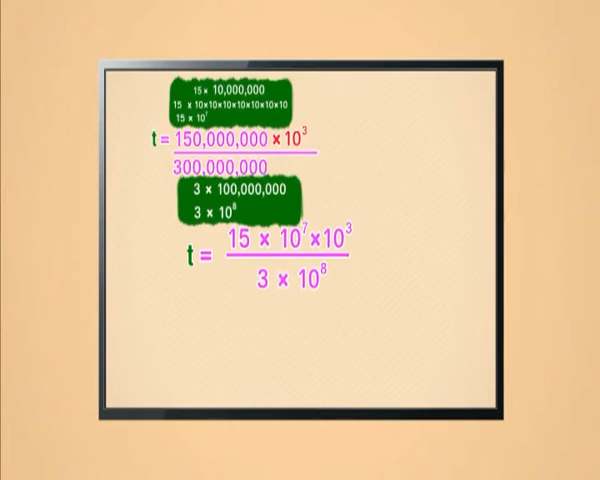 15 × 10,000,000
15 × 10×10×10×10×10×10×10
15 × 10⁷
t = 150,000,000 × 10³
300,000,000
3 × 100,000,000
3 × 10⁸
15 × 10⁷×10³
t =
3 × 10⁸